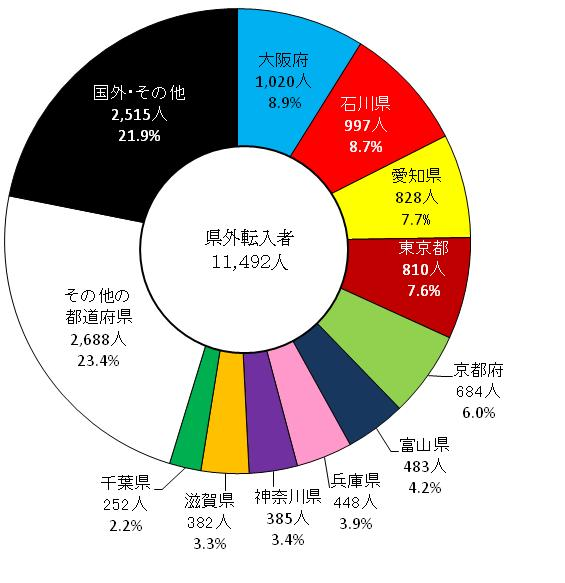 大阪府
1,020人
8.9%
石川県
997人
8.7%
愛知県
828人
7.7%
東京都
810人
7.6%
京都府
684人
6.0%
富山県
483人
4.2%
兵庫県
448人
3.9%
神奈川県
385人
3.4%
滋賀県
382人
3.3%
千葉県
252人
2.2%
その他の
都道府県
2,688人
23.4%
国外・その他
2,515人
21.9%
県外転入者
11,492人